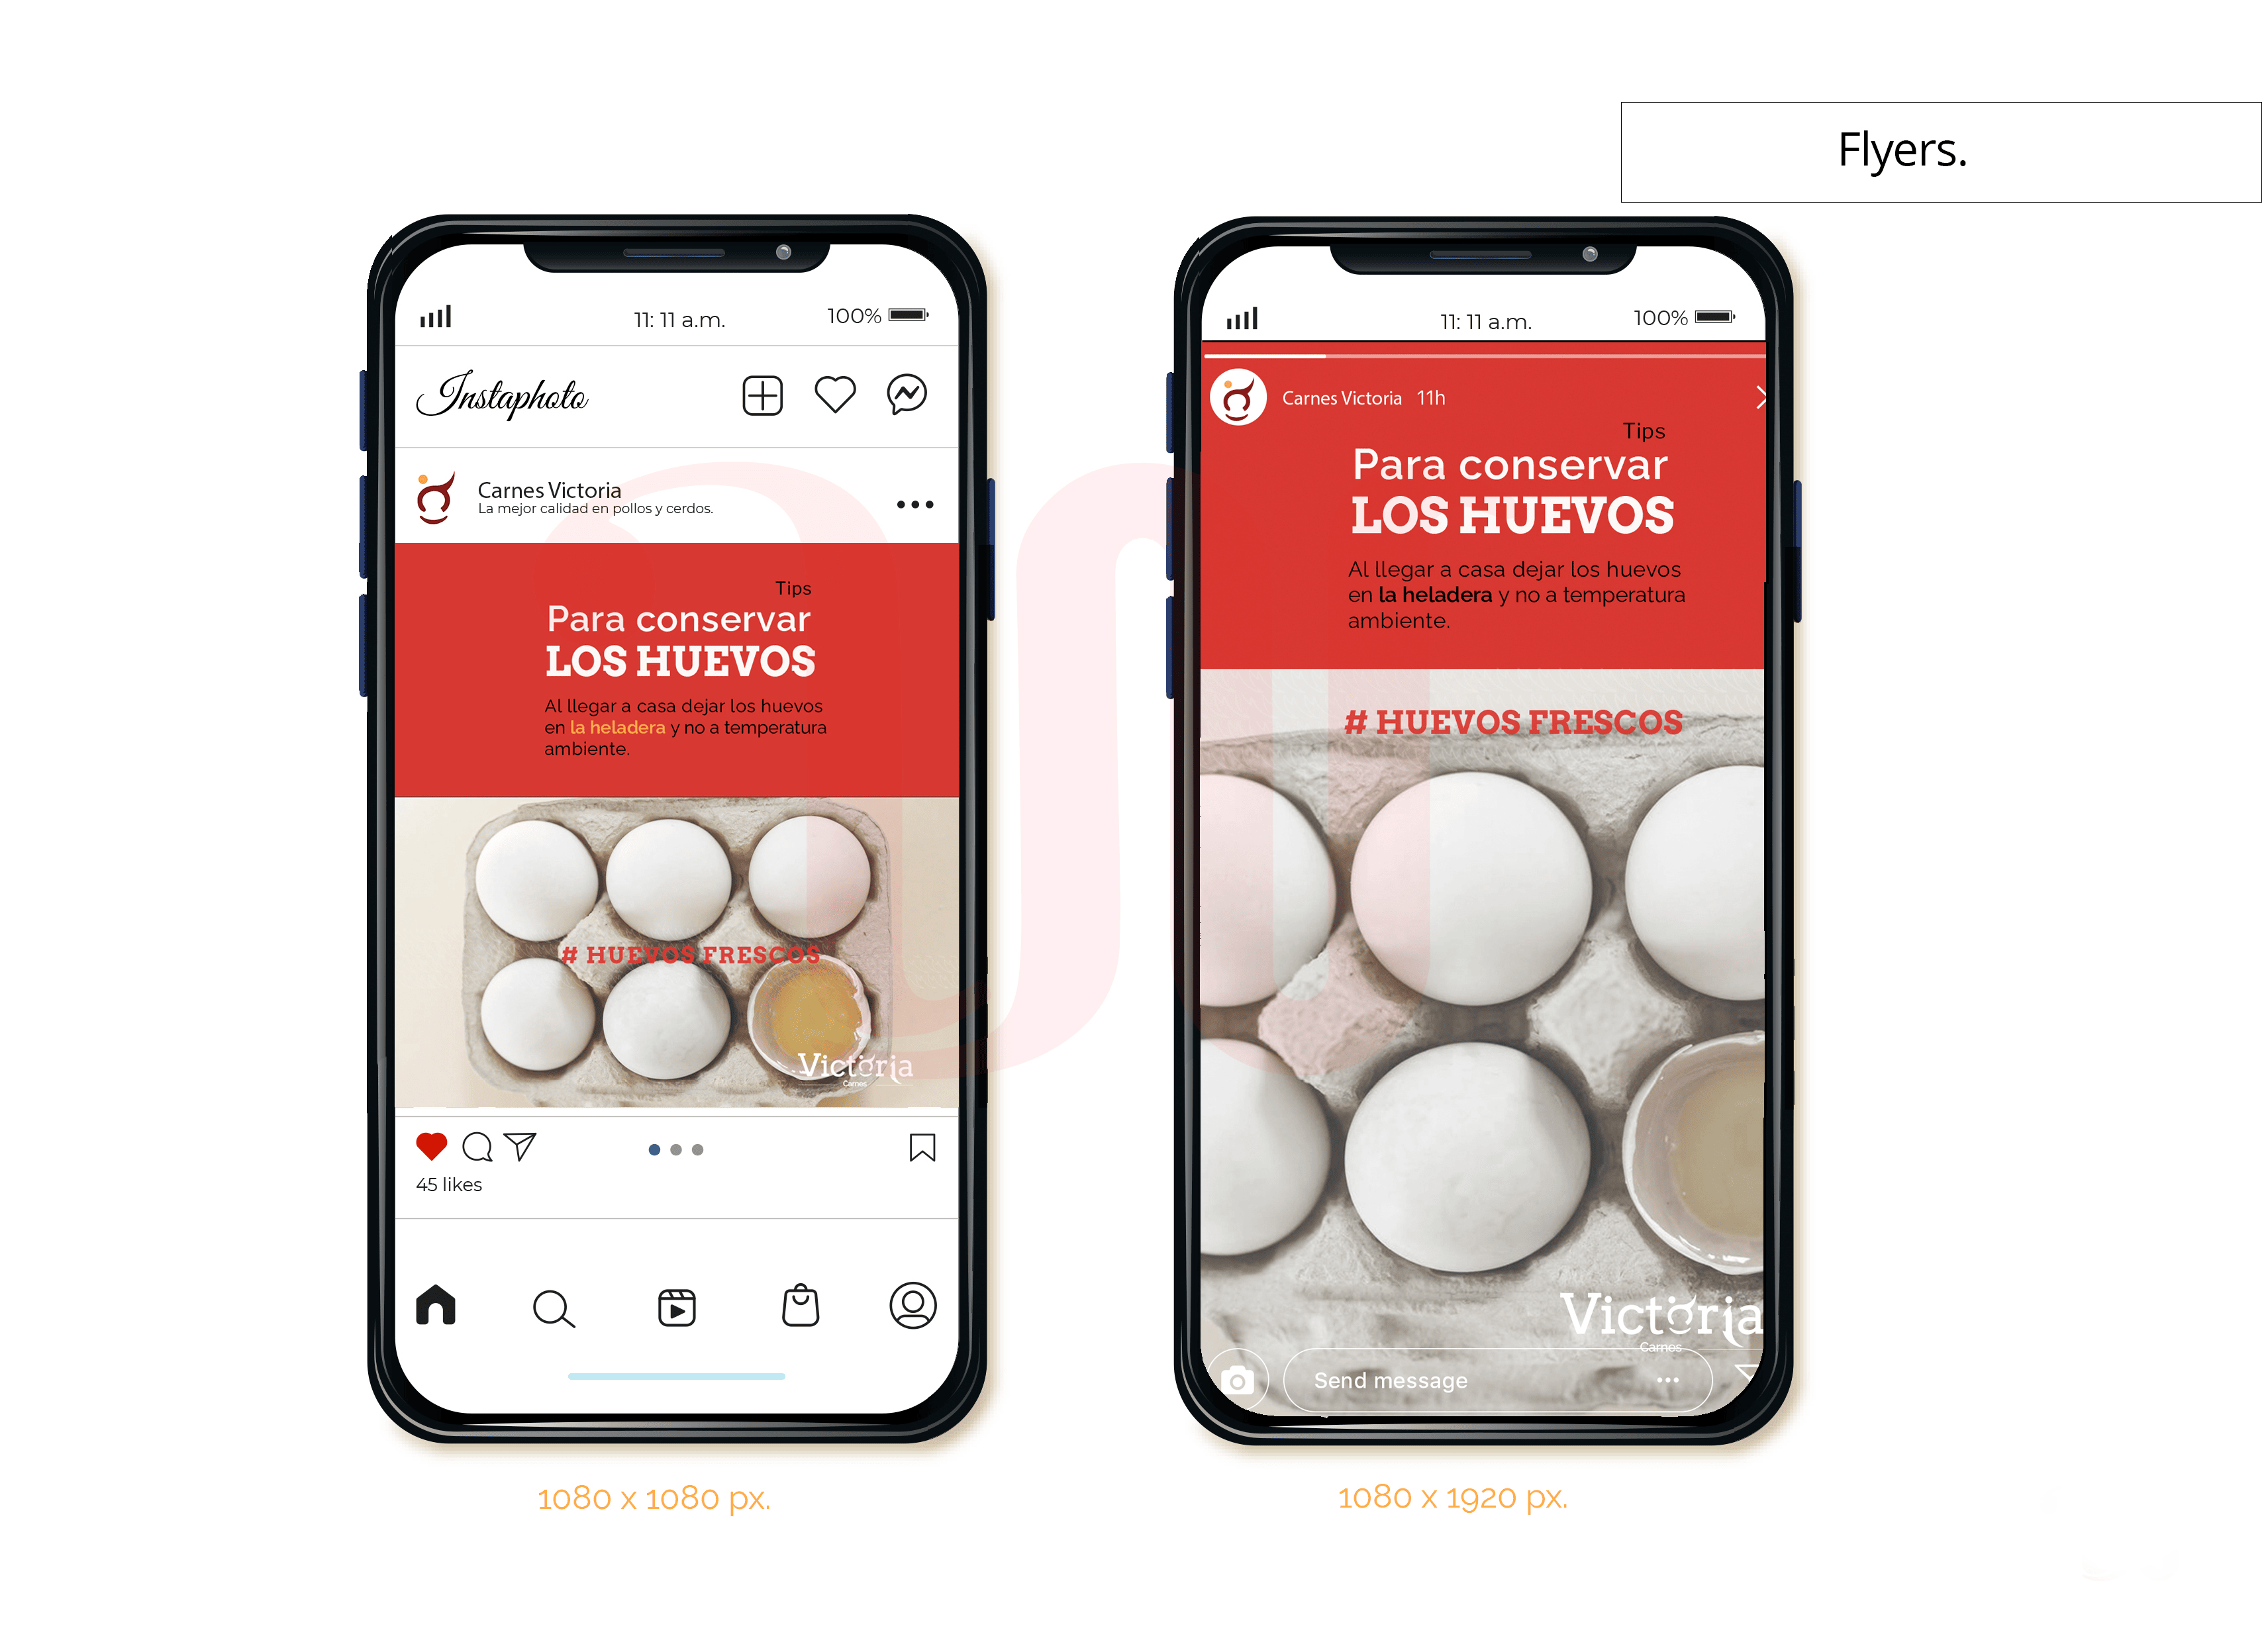 Flyers.
11: 11 a.m.
100%
Instaphoto
Carnes Victoria
La mejor calidad en pollos y cerdos.
Tips
Para conservar
LOS HUEVOS
Al llegar a casa dejar los huevos
en la heladera y no a temperatura
ambiente.
# HUEVOS FRESCOS
Victoria
Carnes
45 likes
1080 x 1080 px.
11: 11 a.m.
100%
Carnes Victoria 11h
Tips
Para conservar
LOS HUEVOS
Al llegar a casa dejar los huevos
en la heladera y no a temperatura
ambiente.
# HUEVOS FRESCOS
Victoria
Carnes
Send message
1080 x 1920 px.